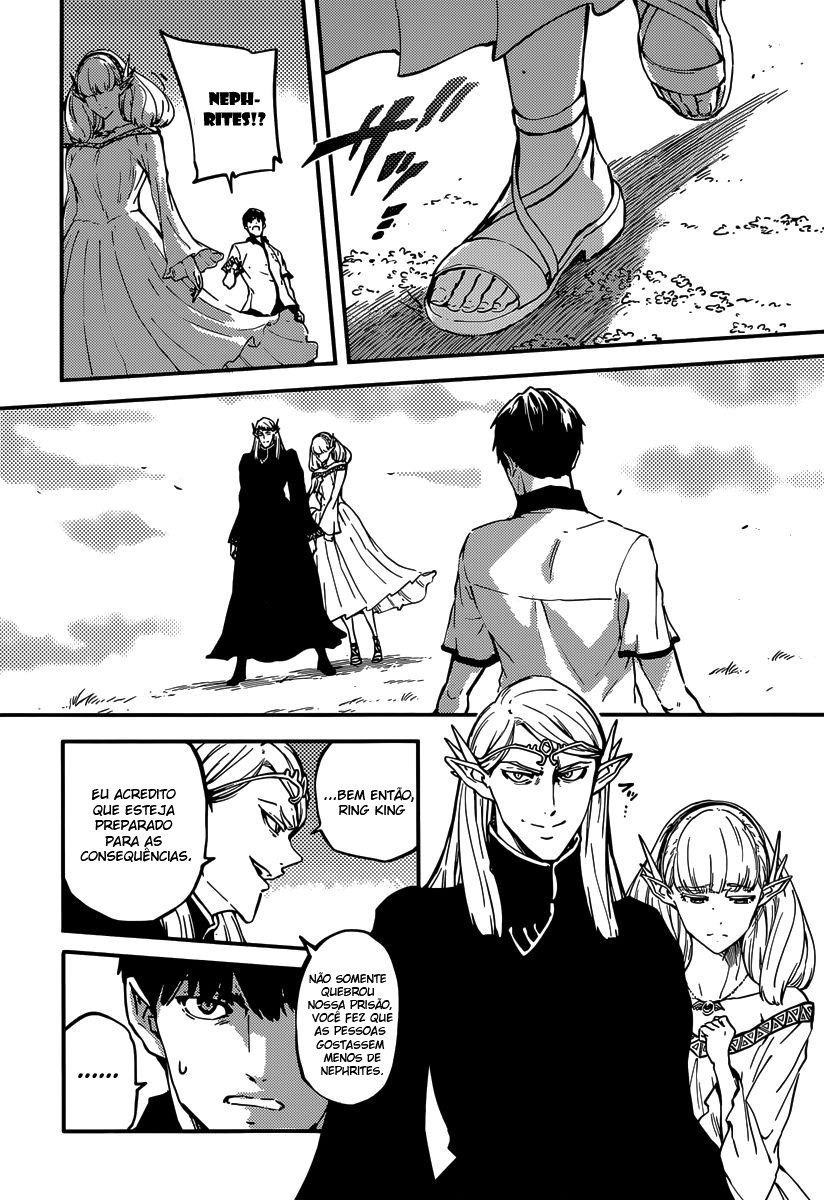 NEPH-
RITES!?
...BEM ENTÃO,
RING KING
EU ACREDITO
QUE ESTEJA
PREPARADO
PARA AS
CONSEQUÊNCIAS.
NÃO SOMENTE
QUEBROU
NOSSA PRISÃO,
VOCÊ FEZ QUE
AS PESSOAS
GOSTASSEM
MENOS DE
NEPHRITES.
......